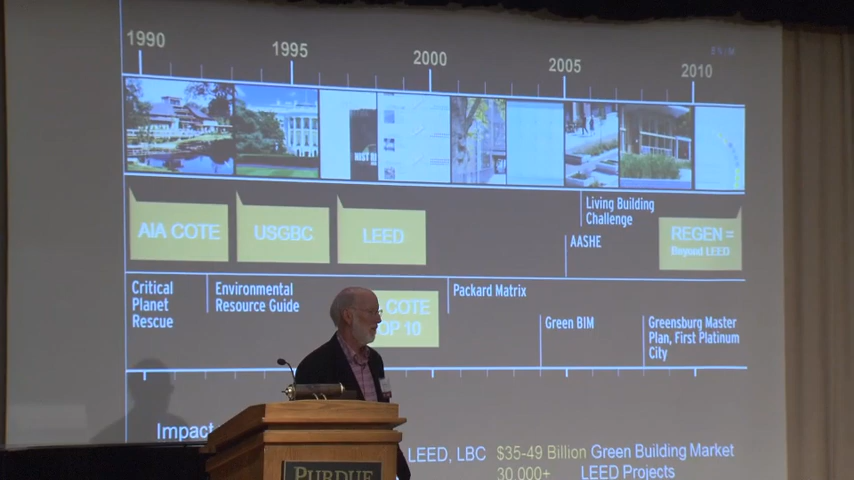 1990
1995
2000
2005
2010
AIA COTE
USGBC
LEED
Living Building
Challenge
AASHE
REGEN =
Beyond LEED
Critical
Planet
Rescue
Environmental
Resource Guide
COTE
OP 10
Packard Matrix
Green BIM
Greensburg Master
Plan, First Platinum
City
Impact
LEED, LBC
$35-49 Billion Green Building Market
30,000+ LEED Projects
PURDUE